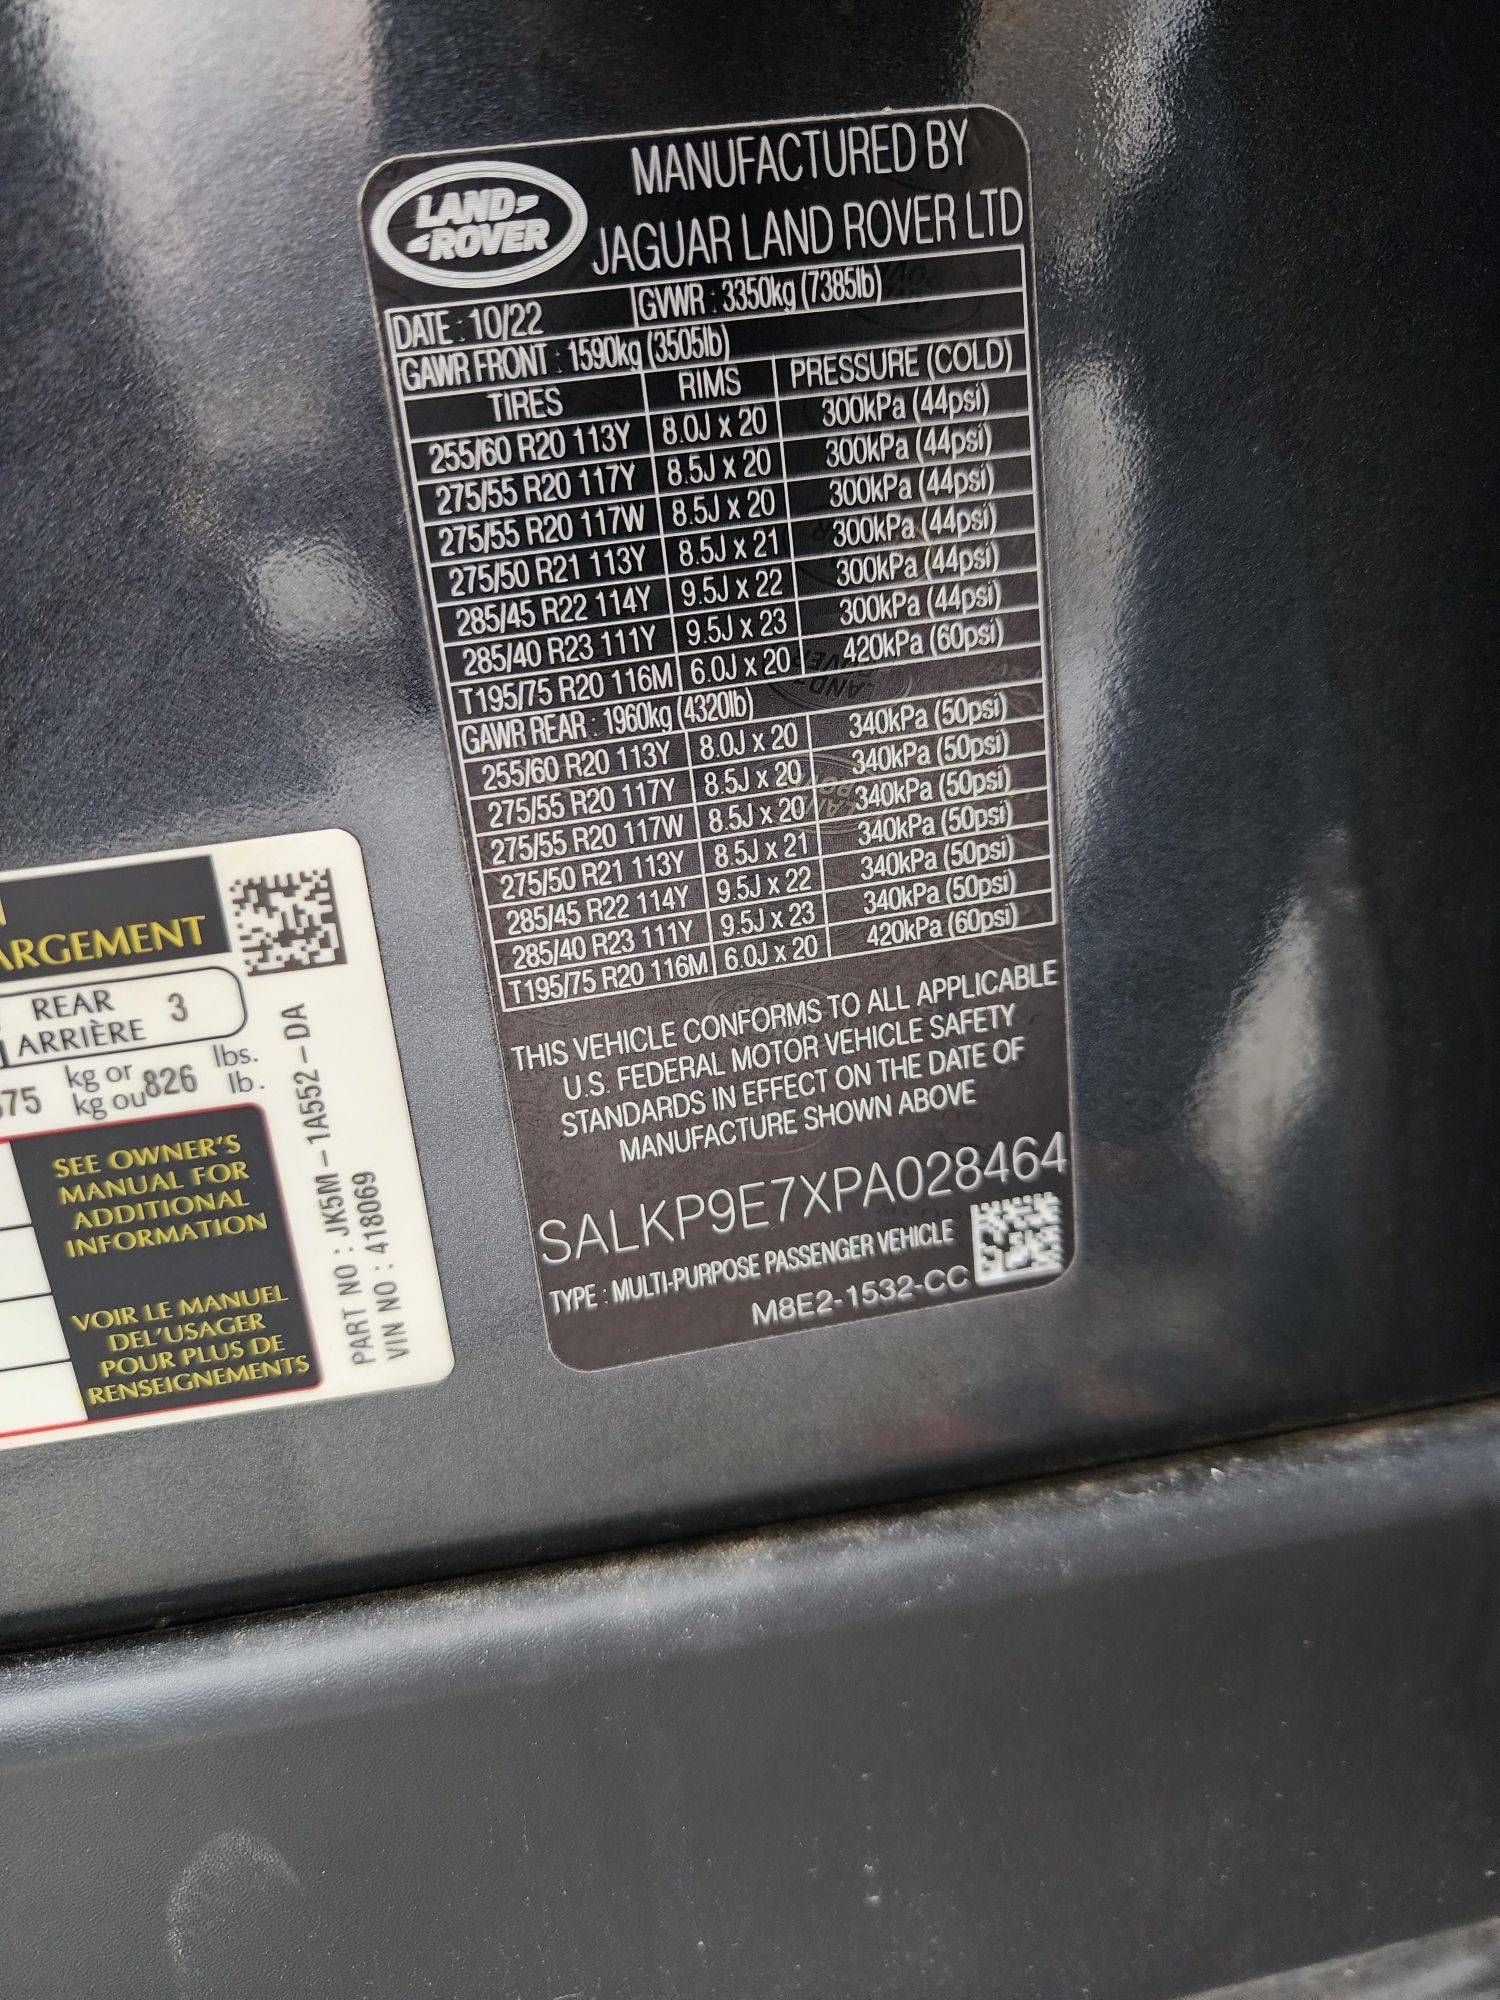 LAND-
-ROVER
MANUFACTURED BY
JAGUAR LAND ROVER LTD
DATE : 10/22 GVWR : 3350kg (7385lb)
GAWR FRONT : 1590kg (3505lb)
TIRES RIMS PRESSURE (COLD)
255/60 R20 113Y 8.0J x 20 300kPa (44psi)
275/55 R20 117Y 8.5J x 20 300kPa (44psi)
275/55 R20 117W 8.5J x 20 300kPa (44psi)
275/50 R21 113Y 8.5J x 21 300kPa (44psi)
285/45 R22 114Y 9.5J x 22 300kPa (44psi)
285/40 R23 111Y 9.5J x 23 300kPa (44psi)
T195/75 R20 116M 6.0J x 20 420kPa (60psi)
GAWR REAR : 1960kg (4320lb)
255/60 R20 113Y 8.0J x 20 340kPa (50psi)
275/55 R20 117Y 8.5J x 20 340kPa (50psi)
275/55 R20 117W 8.5J x 20 340kPa (50psi)
275/50 R21 113Y 8.5J x 21 340kPa (50psi)
285/45 R22 114Y 9.5J x 22 340kPa (50psi)
285/40 R23 111Y 9.5J x 23 340kPa (50psi)
T195/75 R20 116M 6.0J x 20 420kPa (60psi)
THIS VEHICLE CONFORMS TO ALL APPLICABLE
U.S. FEDERAL MOTOR VEHICLE SAFETY
STANDARDS IN EFFECT ON THE DATE OF
MANUFACTURE SHOWN ABOVE
SALKP9E7XPA028464
TYPE : MULTI-PURPOSE PASSENGER VEHICLE
M8E2-1532-CC
ARGEMENT
REAR 3
ARRIÈRE
75 kg or 826 lbs.
kg ou lb.
SEE OWNER'S
MANUAL FOR
ADDITIONAL
INFORMATION
VOIR LE MANUEL
DEL'USAGER
POUR PLUS DE
RENSEIGNEMENTS
PART NO : JK5M-1A552-DA
VIN NO : 418069